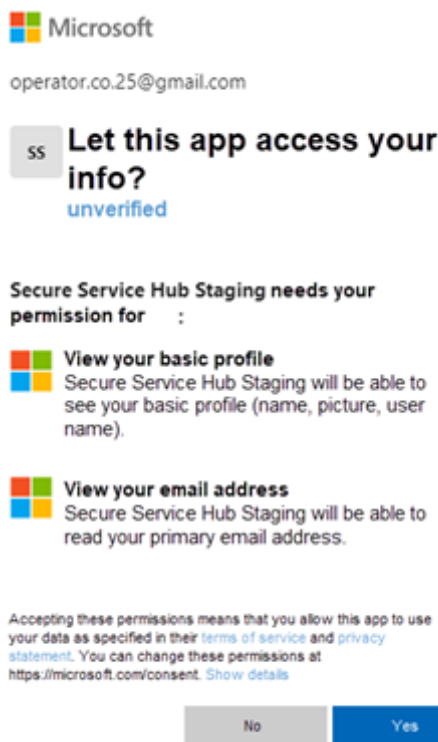 Microsoft
operator.co.25@gmail.com
SS
Let this app access your
info?
unverified
Secure Service Hub Staging needs your
permission for :
View your basic profile
Secure Service Hub Staging will be able to
see your basic profile (name, picture, user
name).
View your email address
Secure Service Hub Staging will be able to
read your primary email address.
Accepting these permissions means that you allow this app to use
your data as specified in their terms of service and privacy
statement. You can change these permissions at
https://microsoft.com/consent. Show details
No
Yes